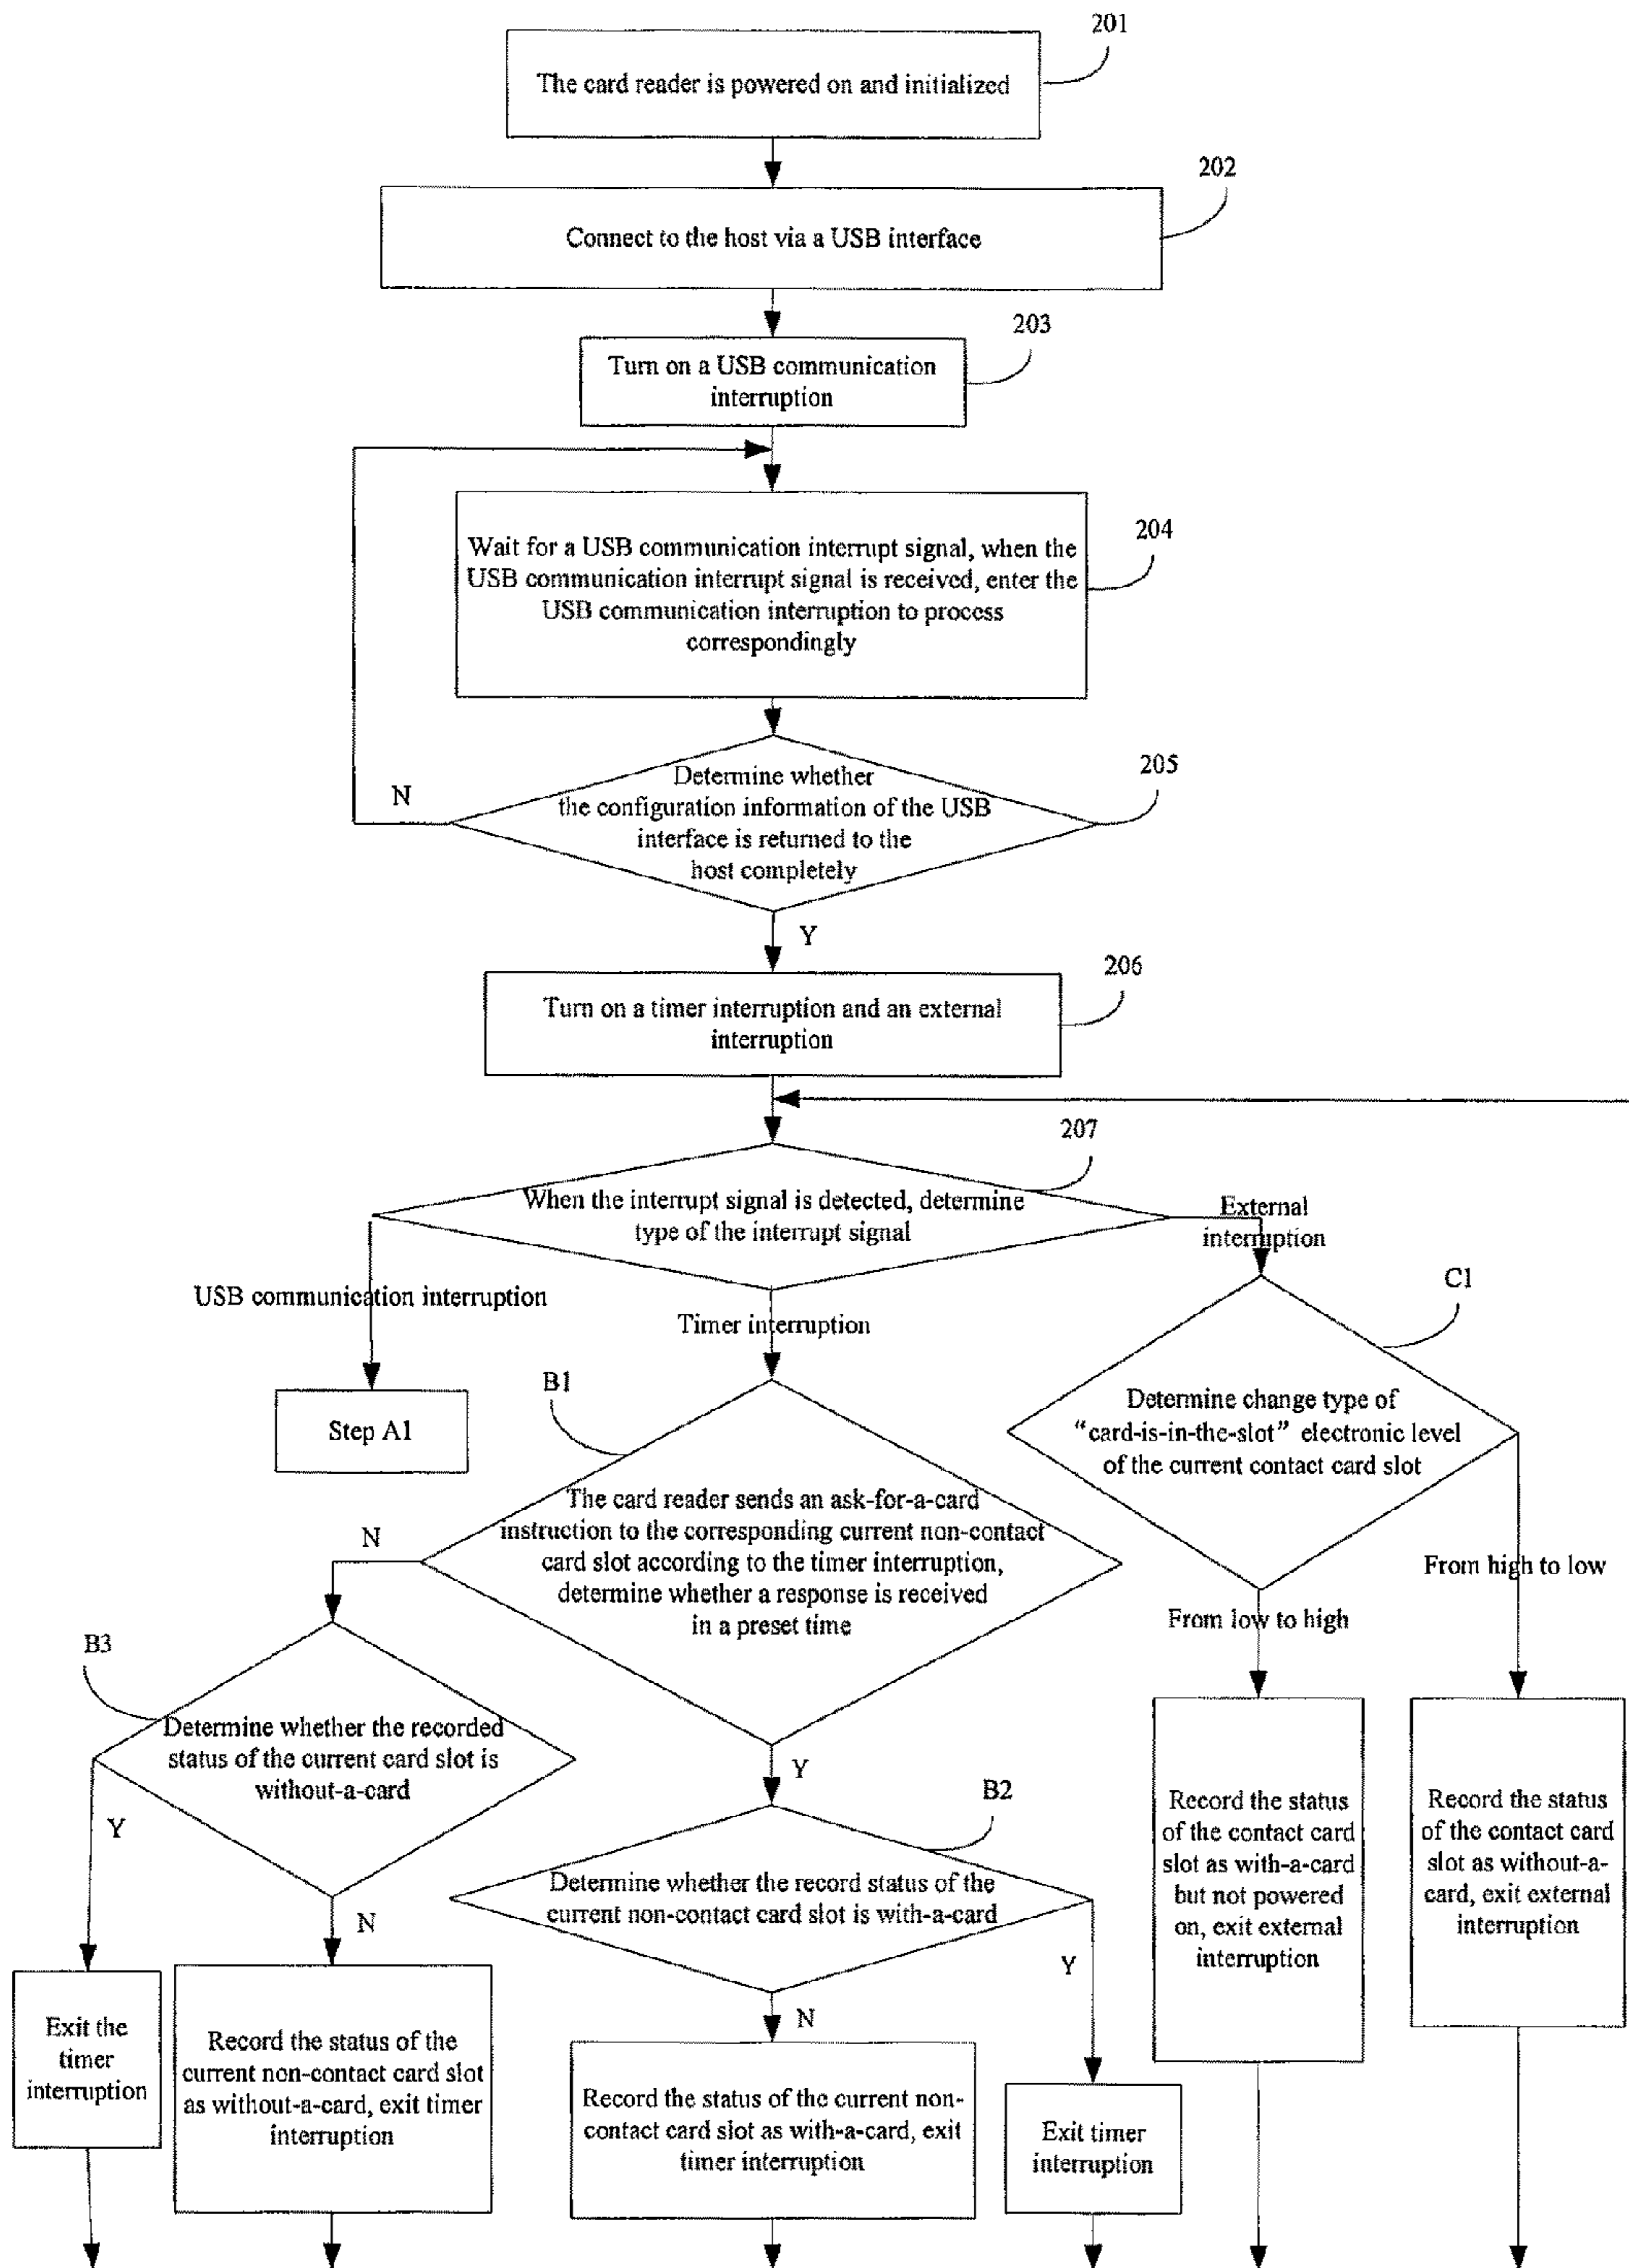 201
The card reader is powered on and initialized
202
Connect to the host via a USB interface
203
Turn on a USB communication
interruption
204
Wait for a USB communication interrupt signal, when the
USB communication interrupt signal is received, enter the
USB communication interruption to process
correspondingly
205
Determine whether
the configuration information of the USB
interface is returned to the
host completely
N
Y
206
Turn on a timer interruption and an external
interruption
207
When the interrupt signal is detected, determine
type of the interrupt signal
External
interruption
USB communication interruption
Timer interruption
C1
Step A1
B1
Determine change type of
“card-is-in-the-slot” electronic level
of the current contact card slot
The card reader sends an ask-for-a-card
instruction to the corresponding current non-contact
card slot according to the timer interruption,
determine whether a response is received
in a preset time
N
From high to low
From low to high
B3
Determine whether the recorded
status of the current card slot is
without-a-card
Y
Y
B2
Determine whether the record status of the
current non-contact card slot is with-a-card
Record the status
of the contact card
slot as with-a-card
but not powered
on, exit external
interruption
Record the status
of the contact card
slot as without-a-
card, exit external
interruption
N
Y
N
Exit the
timer
interruption
Record the status of the
current non-contact card slot
as without-a-card, exit timer
interruption
Record the status of the current non-
contact card slot as with-a-card, exit
timer interruption
Exit timer
interruption